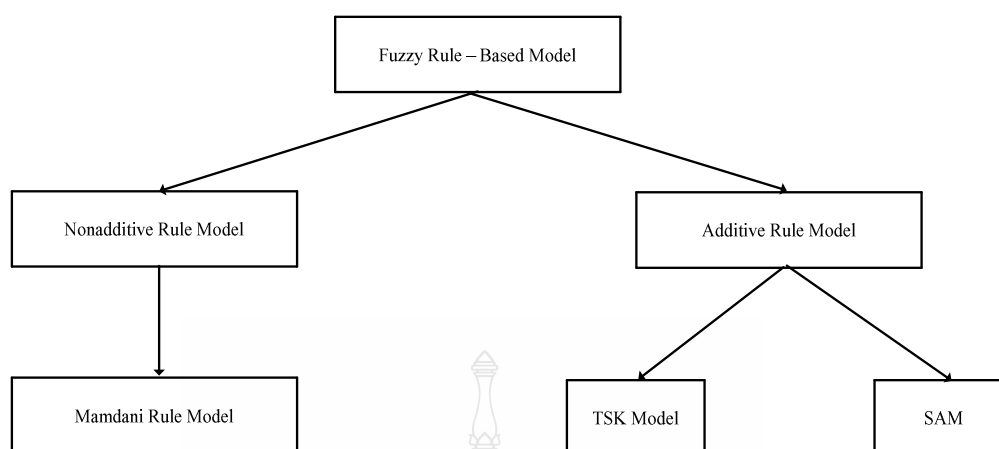 Fuzzy Rule – Based Model
Nonadditive Rule Model
Additive Rule Model
Mamdani Rule Model
TSK Model
SAM